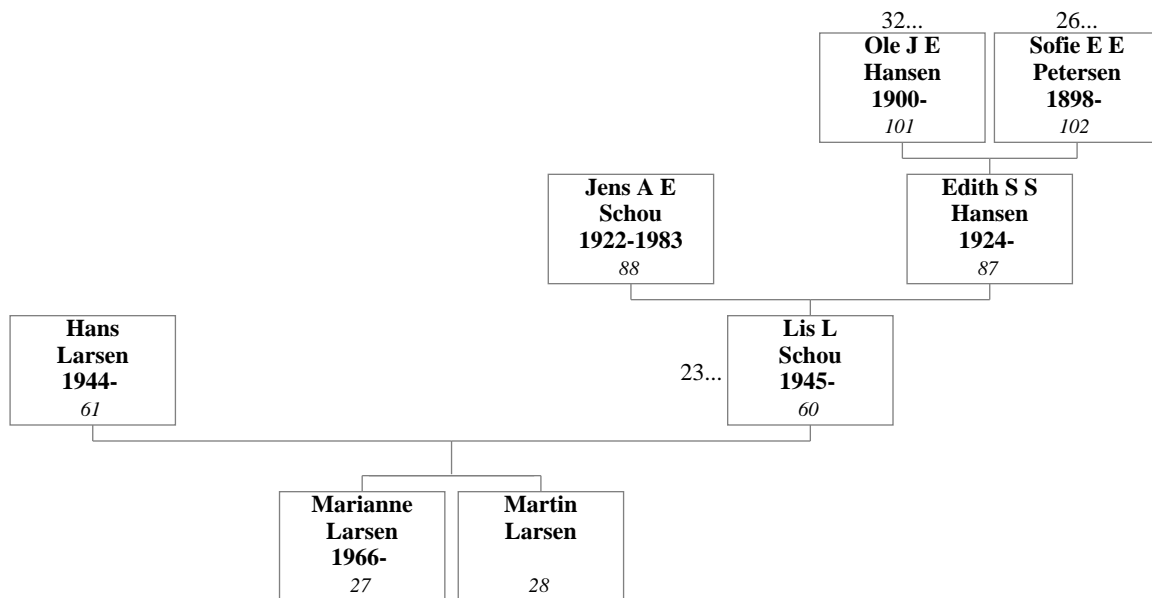 32...
Ole J E
Hansen
1900-
101
26...
Sofie E E
Petersen
1898-
102
Jens A E
Schou
1922-1983
88
Edith S S
Hansen
1924-
87
Hans
Larsen
1944-
61
23...
Lis L
Schou
1945-
60
Marianne
Larsen
1966-
27
Martin
Larsen
28